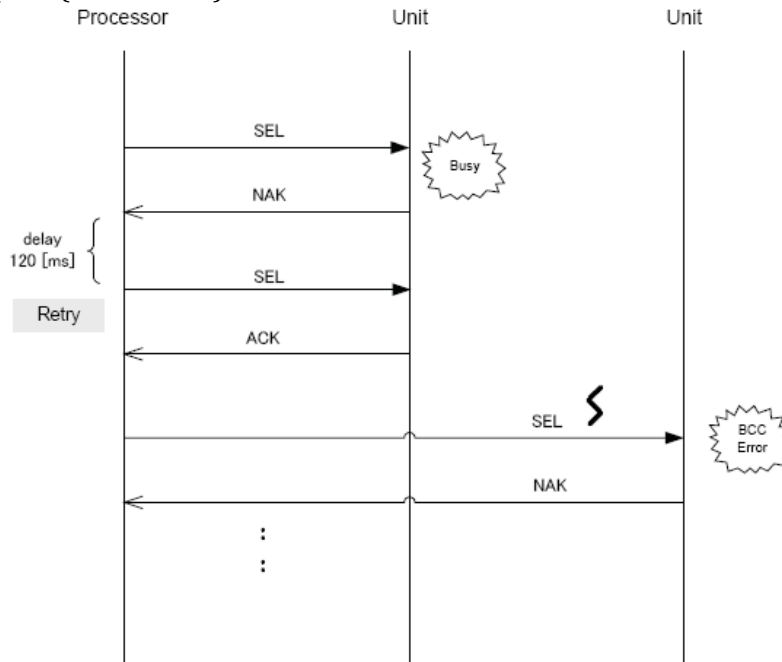 Processor Unit Unit
SEL
Busy
NAK
delay
120 [ms]
SEL
Retry
ACK
SEL
BCC
Error
NAK
:
: